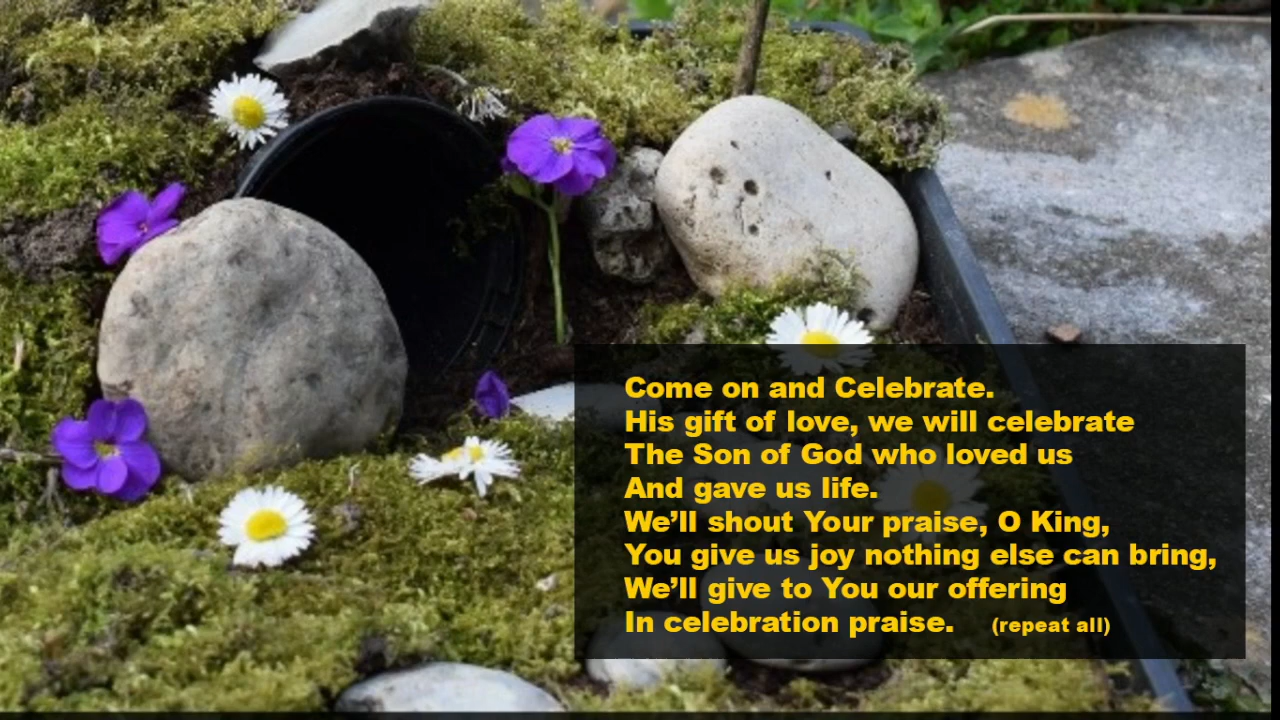 Come on and Celebrate.
His gift of love, we will celebrate
The Son of God who loved us
And gave us life.
We’ll shout Your praise, O King,
You give us joy nothing else can bring,
We’ll give to You our offering
In celebration praise. (repeat all)